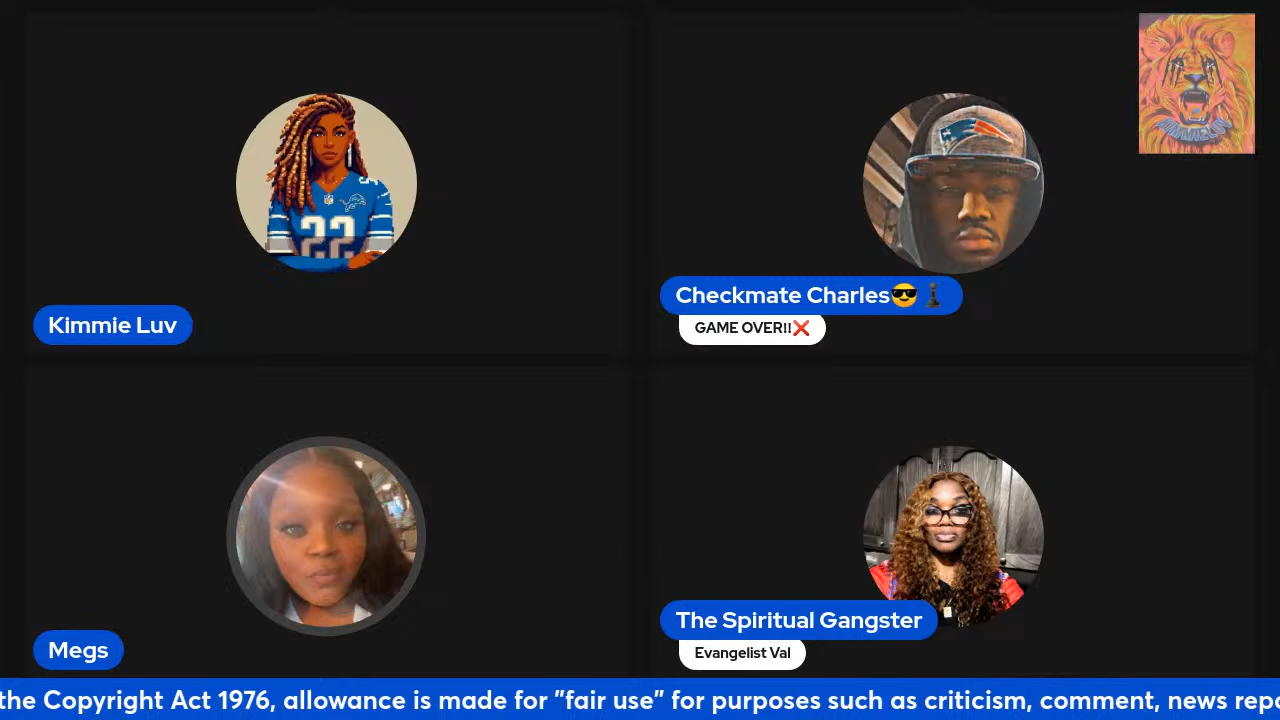 22
Kimmie Luv
Checkmate Charles😎♟
GAME OVER!!❌
Megs
The Spiritual Gangster
Evangelist Val
the Copyright Act 1976, allowance is made for "fair use" for purposes such as criticism, comment, news repo